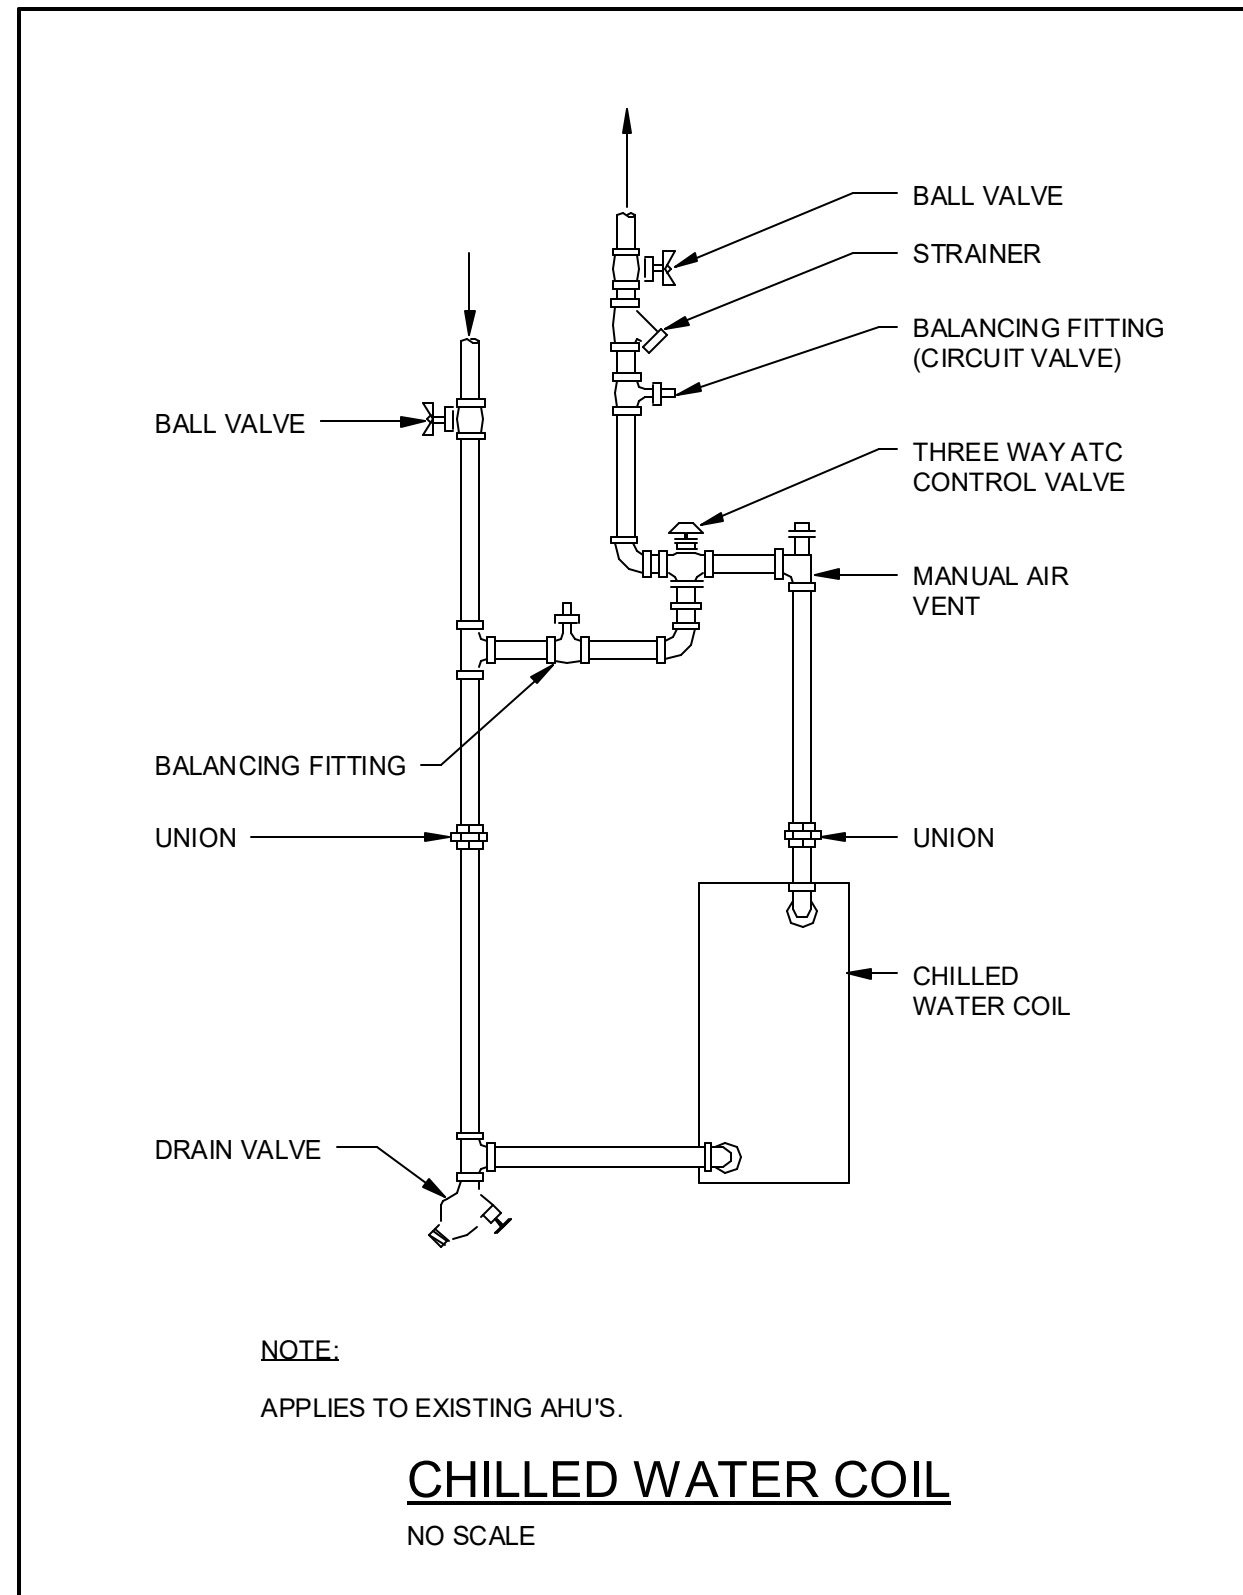 BALL VALVE
STRAINER
BALANCING FITTING
(CIRCUIT VALVE)
BALL VALVE
THREE WAY ATC
CONTROL VALVE
MANUAL AIR
VENT
BALANCING FITTING
UNION
UNION
CHILLED
WATER COIL
DRAIN VALVE
NOTE:
APPLIES TO EXISTING AHU'S.
CHILLED WATER COIL
NO SCALE